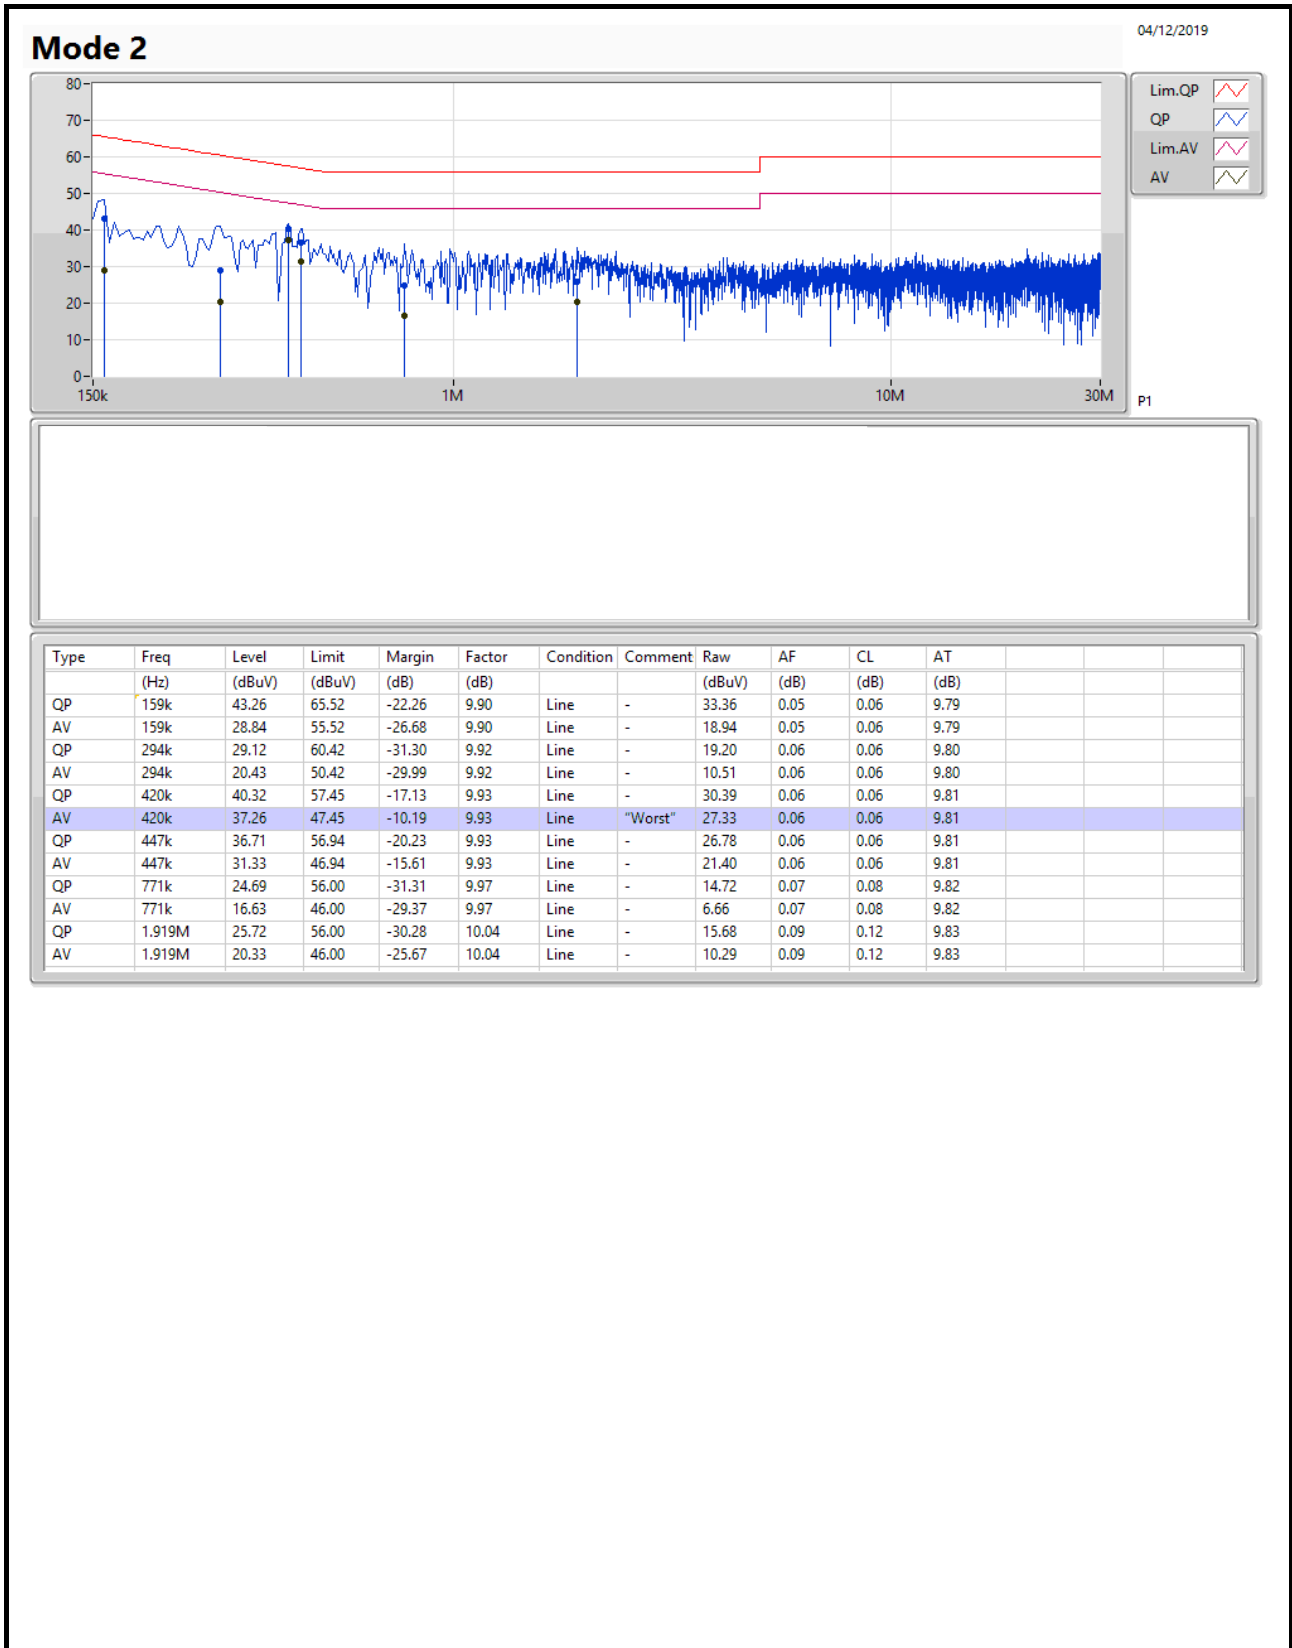 04/12/2019
Mode 2
80
70
60
50
40
30
20
10
0
150k 1M 10M 30M
Lim.QP
QP
Lim.AV
AV
P1
Type Freq Level Limit Margin Factor Condition Comment Raw AF CL AT
(Hz) (dBuV) (dBuV) (dB) (dB) (dBuV) (dB) (dB) (dB)
QP 159k 43.26 65.52 -22.26 9.90 Line - 33.36 0.05 0.06 9.79
AV 159k 28.84 55.52 -26.68 9.90 Line - 18.94 0.05 0.06 9.79
QP 294k 29.12 60.42 -31.30 9.92 Line - 19.20 0.06 0.06 9.80
AV 294k 20.43 50.42 -29.99 9.92 Line - 10.51 0.06 0.06 9.80
QP 420k 40.32 57.45 -17.13 9.93 Line - 30.39 0.06 0.06 9.81
AV 420k 37.26 47.45 -10.19 9.93 Line "Worst" 27.33 0.06 0.06 9.81
QP 447k 36.71 56.94 -20.23 9.93 Line - 26.78 0.06 0.06 9.81
AV 447k 31.33 46.94 -15.61 9.93 Line - 21.40 0.06 0.06 9.81
QP 771k 24.69 56.00 -31.31 9.97 Line - 14.72 0.07 0.08 9.82
AV 771k 16.63 46.00 -29.37 9.97 Line - 6.66 0.07 0.08 9.82
QP 1.919M 25.72 56.00 -30.28 10.04 Line - 15.68 0.09 0.12 9.83
AV 1.919M 20.33 46.00 -25.67 10.04 Line - 10.29 0.09 0.12 9.83